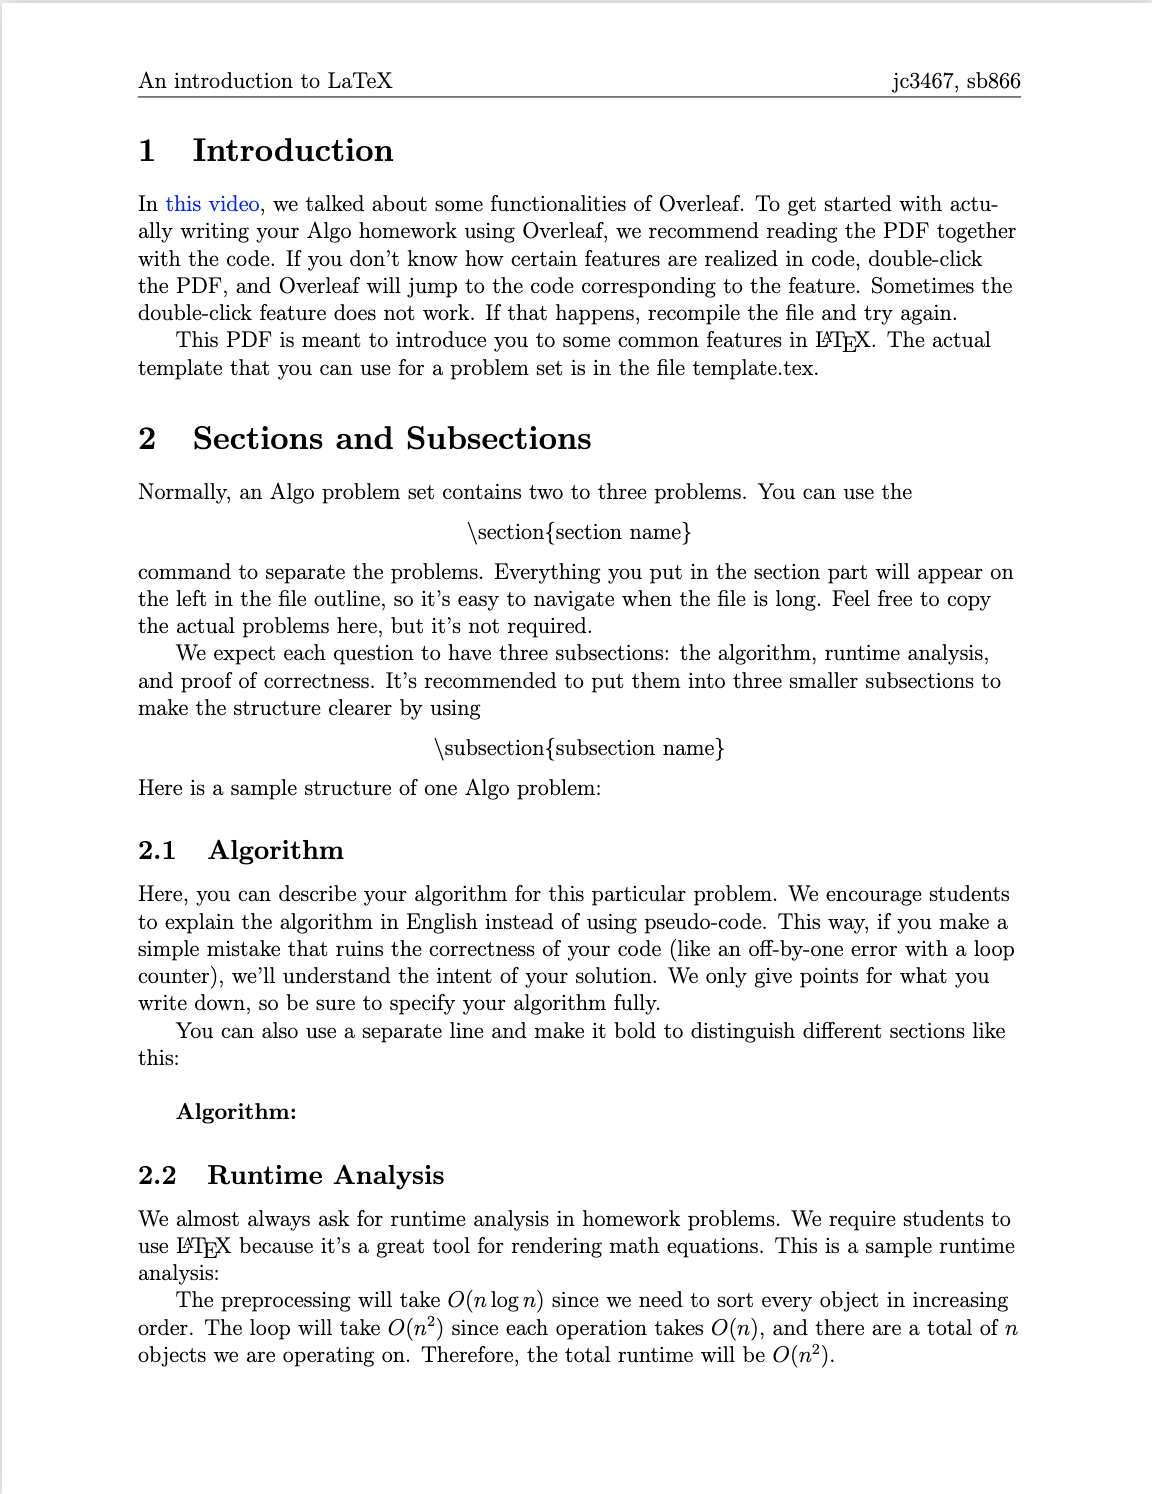 An introduction to LaTeX jc3467, sb866
1 Introduction
In this video, we talked about some functionalities of Overleaf. To get started with actu-
ally writing your Algo homework using Overleaf, we recommend reading the PDF together
with the code. If you don't know how certain features are realized in code, double-click
the PDF, and Overleaf will jump to the code corresponding to the feature. Sometimes the
double-click feature does not work. If that happens, recompile the file and try again.
This PDF is meant to introduce you to some common features in LATEX. The actual
template that you can use for a problem set is in the file template.tex.
2 Sections and Subsections
Normally, an Algo problem set contains two to three problems. You can use the
\section{section name}
command to separate the problems. Everything you put in the section part will appear on
the left in the file outline, so it's easy to navigate when the file is long. Feel free to copy
the actual problems here, but it's not required.
We expect each question to have three subsections: the algorithm, runtime analysis,
and proof of correctness. It's recommended to put them into three smaller subsections to
make the structure clearer by using
\subsection{subsection name}
Here is a sample structure of one Algo problem:
2.1 Algorithm
Here, you can describe your algorithm for this particular problem. We encourage students
to explain the algorithm in English instead of using pseudo-code. This way, if you make a
simple mistake that ruins the correctness of your code (like an off-by-one error with a loop
counter), we'll understand the intent of your solution. We only give points for what you
write down, so be sure to specify your algorithm fully.
You can also use a separate line and make it bold to distinguish different sections like
this:
Algorithm:
2.2 Runtime Analysis
We almost always ask for runtime analysis in homework problems. We require students to
use LATEX because it's a great tool for rendering math equations. This is a sample runtime
analysis:
The preprocessing will take O(n log n) since we need to sort every object in increasing
order. The loop will take O(n²) since each operation takes O(n), and there are a total of n
objects we are operating on. Therefore, the total runtime will be O(n²).